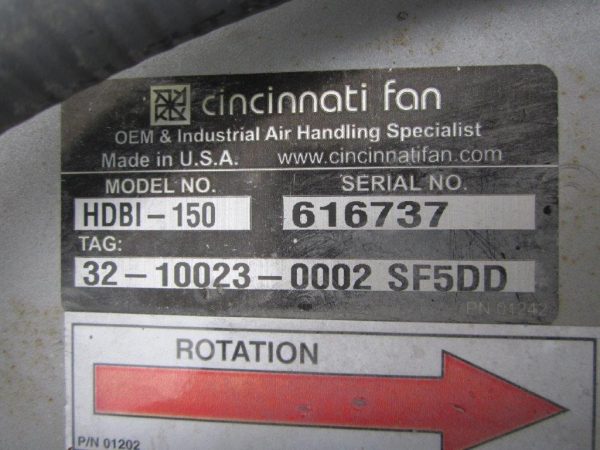 cincinnati fan
OEM & Industrial Air Handling Specialist
Made in U.S.A. www.cincinnatifan.com
MODEL NO. SERIAL NO.
HDBI-150 616737
TAG:
32-10023-0002 SF5DD
PN 01242
ROTATION
P/N 01202